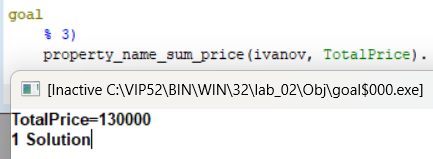 goal
% 3)
property_name_sum_price(ivanov, TotalPrice).
[Inactive C:\VIP52\BIN\WIN\32\lab_02\Obj\goal$000.exe]
TotalPrice=130000
1 Solution